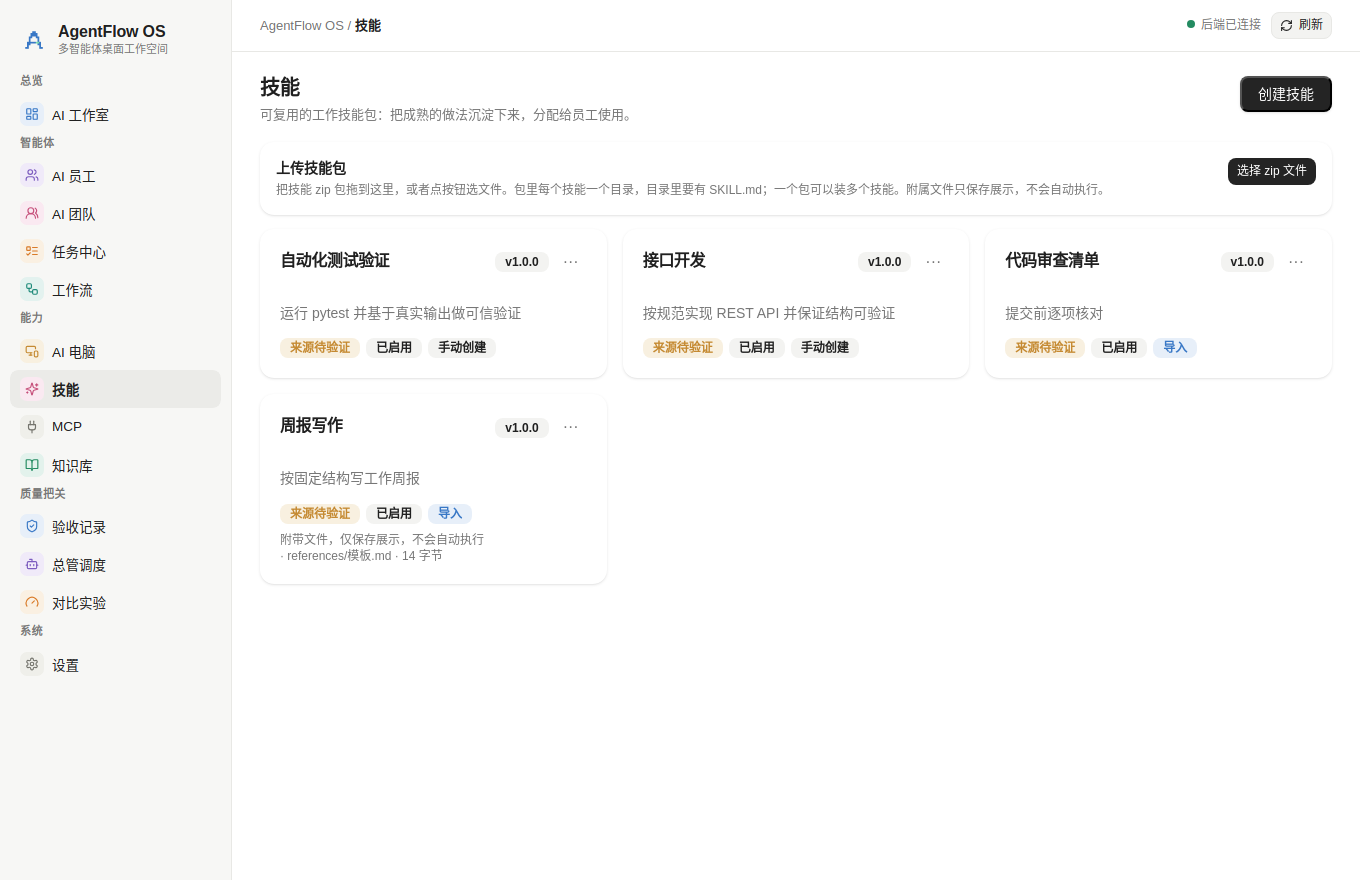 AgentFlow OS
多智能体桌面工作空间
总览
AI 工作室
智能体
AI 员工
AI 团队
任务中心
工作流
能力
AI 电脑
技能
MCP
知识库
质量把关
验收记录
总管调度
对比实验
系统
设置
AgentFlow OS / 技能
后端已连接
刷新
技能
可复用的工作技能包：把成熟的做法沉淀下来，分配给员工使用。
创建技能
上传技能包
把技能 zip 包拖到这里，或者点按钮选文件。包里每个技能一个目录，目录里要有 SKILL.md；一个包可以装多个技能。附属文件只保存展示，不会自动执行。
选择 zip 文件
自动化测试验证 v1.0.0 ···
运行 pytest 并基于真实输出做可信验证
来源待验证 已启用 手动创建
接口开发 v1.0.0 ···
按规范实现 REST API 并保证结构可验证
来源待验证 已启用 手动创建
代码审查清单 v1.0.0 ···
提交前逐项核对
来源待验证 已启用 导入
周报写作 v1.0.0 ···
按固定结构写工作周报
来源待验证 已启用 导入
附带文件，仅保存展示，不会自动执行
· references/模板.md · 14 字节